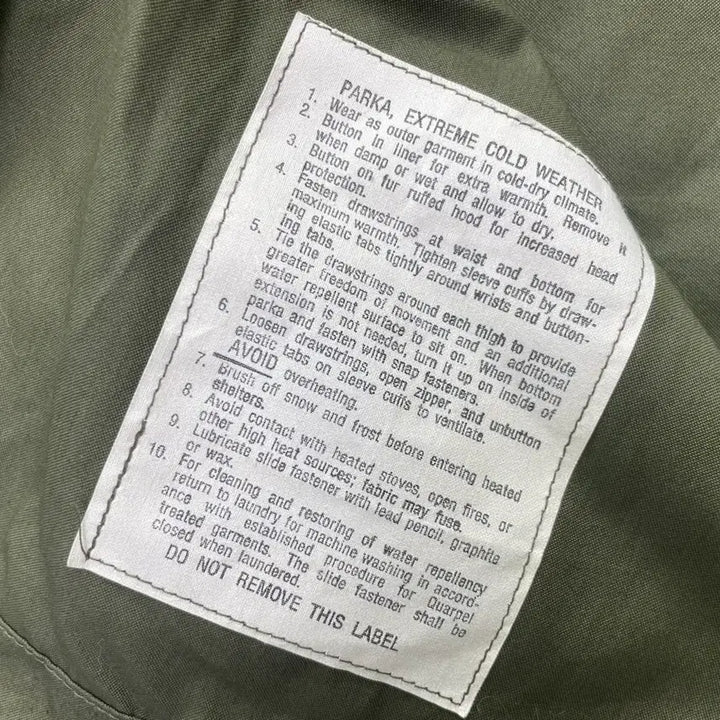 PARKA, EXTREME COLD WEATHER
1. Wear as outer garment in cold-dry climate.
2. Button in liner for extra warmth. Remove it
when damp or wet and allow to dry.
3. Button on fur ruffed hood for increased head
protection.
4. Fasten drawstrings at waist and bottom for
maximum warmth. Tighten sleeve cuffs by draw-
ing elastic tabs tightly around wrists and button-
ing tabs.
5. Tie the drawstrings around each thigh to provide
greater freedom of movement and an additional
water repellent surface to sit on. When bottom
extension is not needed, turn it up on inside of
parka and fasten with snap fasteners.
6. Loosen drawstrings, open zipper, and unbutton
elastic tabs on sleeve cuffs to ventilate.
AVOID overheating.
7. Brush off snow and frost before entering heated
shelters.
8. Avoid contact with heated stoves, open fires, or
other high heat sources; fabric may fuse.
9. Lubricate slide fastener with lead pencil, graphite
or wax.
10. For cleaning and restoring of water repellency
return to laundry for machine washing in accord-
ance with established procedure for Quarpel
treated garments. The slide fastener shall be
closed when laundered.
DO NOT REMOVE THIS LABEL